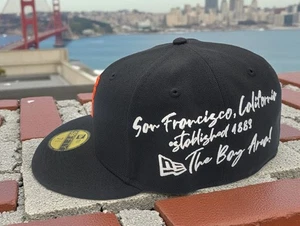 San Francisco, California
established 1883
The Bay Area!